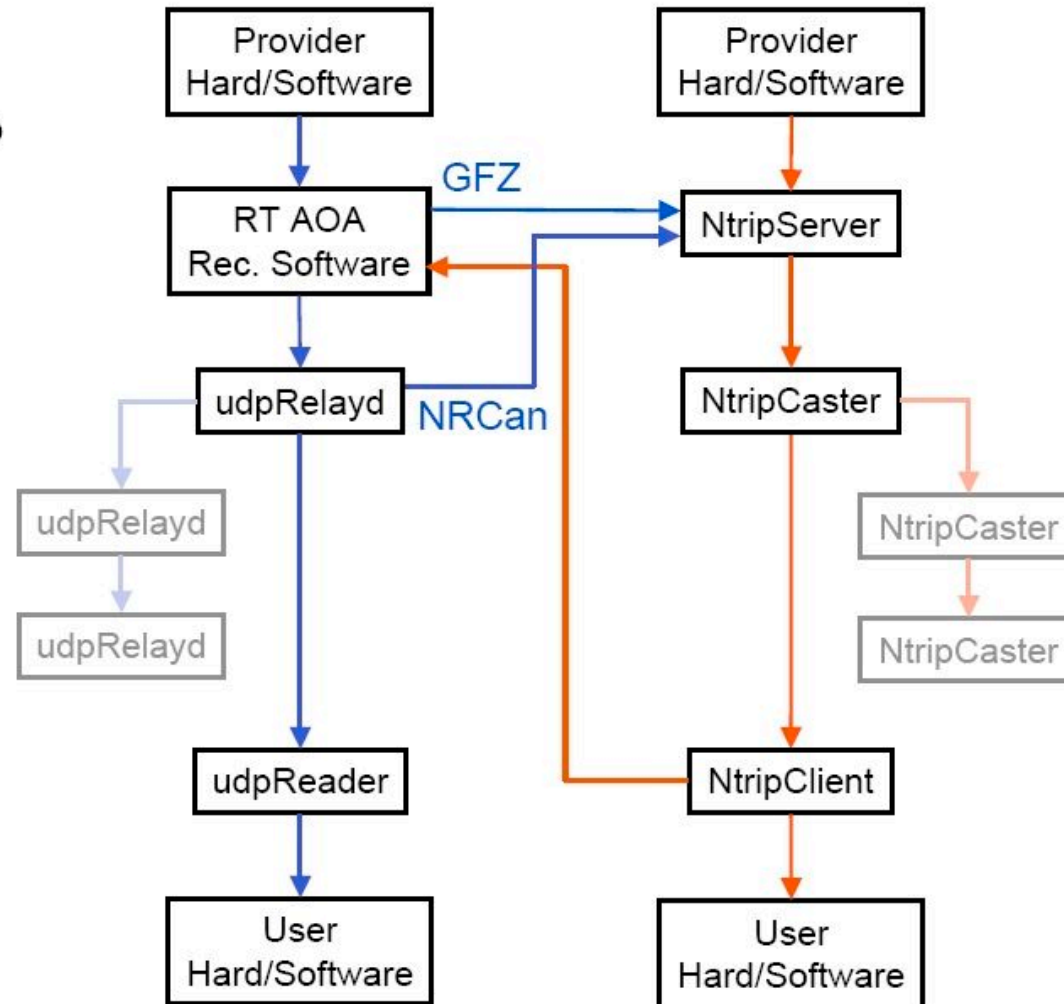 Provider
Hard/Software
Provider
Hard/Software
GFZ
RT AOA
Rec. Software
NtripServer
udpRelayd
NRCan
NtripCaster
udpRelayd
NtripCaster
udpRelayd
NtripCaster
udpReader
NtripClient
User
Hard/Software
User
Hard/Software